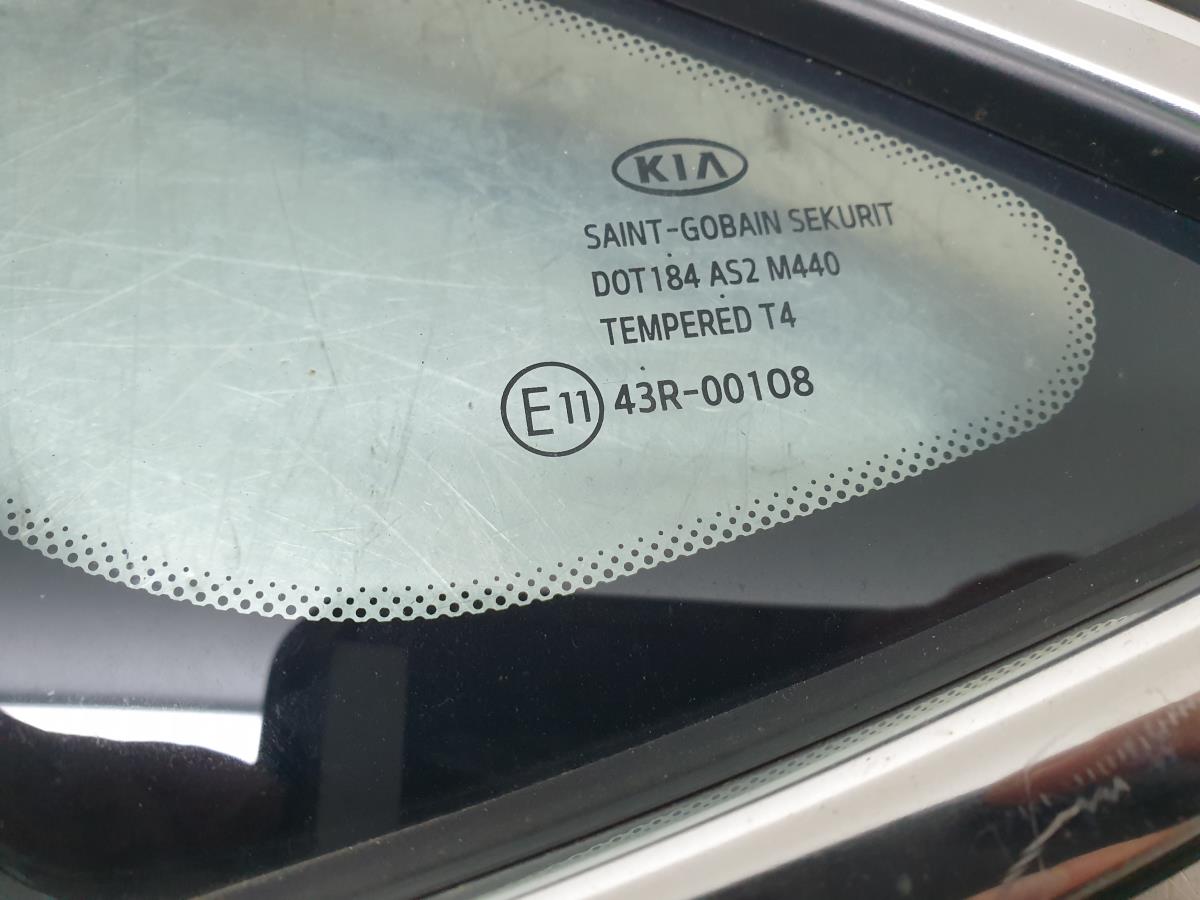 KIA
SAINT-GOBAIN SEKURIT
DOT184 AS2 M440
TEMPERED T4
E11 43R-00108